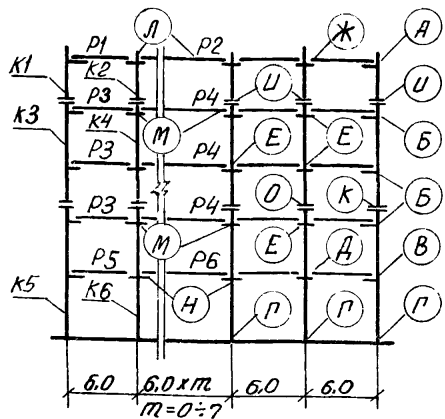 Л Ж А
К1 Р1 К2 Р2
К3 Р3 Р4 И И
К4 М Е Е Б
Р3 Р4
О К Б
Р3 Р4
М Е Д В
Р5 Р6
К5 К6 Н Г Г Г
6.0 6.0 x m 6.0 6.0
m = 0÷7